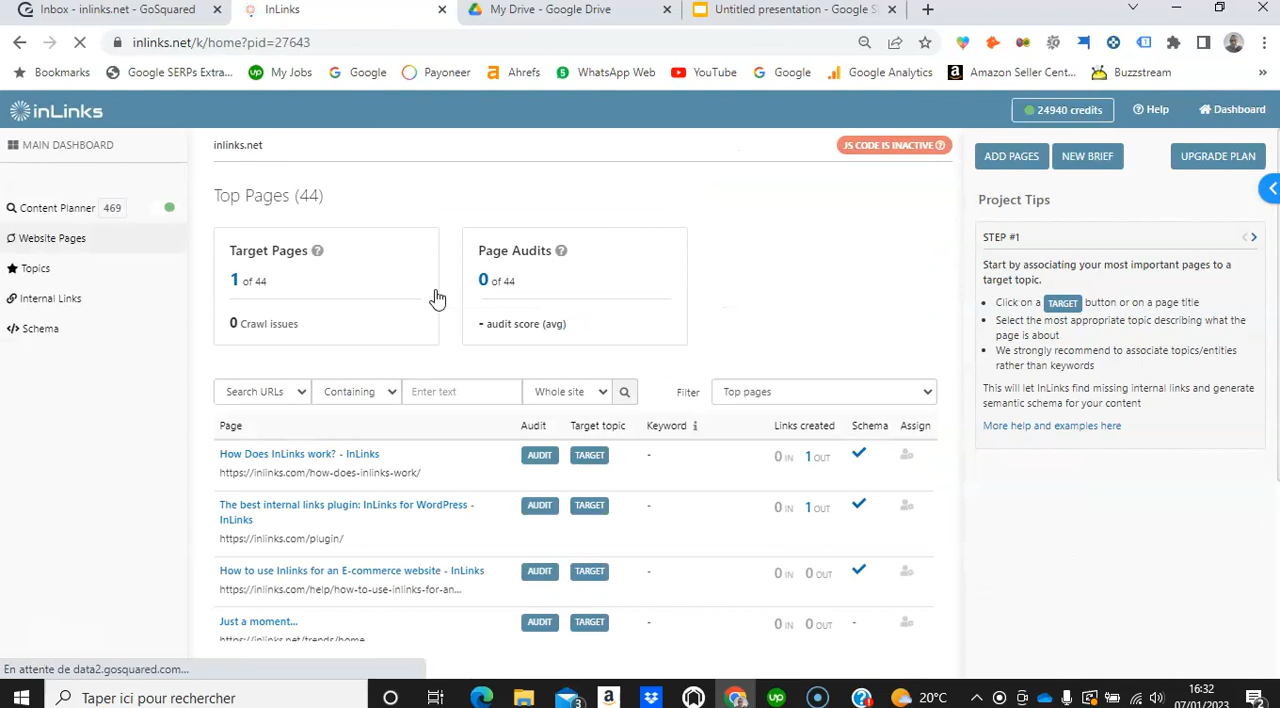 Inbox - inlinks.net - GoSquared
InLinks
My Drive - Google Drive
Untitled presentation - Google S
inlinks.net/k/home?pid=27643
Bookmarks
Google SERPs Extra...
My Jobs
Google
Payoneer
Ahrefs
WhatsApp Web
YouTube
Google
Google Analytics
Amazon Seller Cent...
Buzzstream
inLinks
24940 credits
Help
Dashboard
MAIN DASHBOARD
inlinks.net
JS CODE IS INACTIVE
ADD PAGES
NEW BRIEF
UPGRADE PLAN
Content Planner 469
Website Pages
Topics
Internal Links
Schema
Top Pages (44)
Target Pages
1 of 44
0 Crawl issues
Page Audits
0 of 44
- audit score (avg)
Project Tips
STEP #1
Start by associating your most important pages to a
target topic.
Click on a TARGET button or on a page title
Select the most appropriate topic describing what the
page is about
We strongly recommend to associate topics/entities
rather than keywords
This will let InLinks find missing internal links and generate
semantic schema for your content
More help and examples here
Search URLs
Containing
Enter text
Whole site
Filter
Top pages
Page Audit Target topic Keyword Links created Schema Assign
How Does InLinks work? - InLinks AUDIT TARGET - 0 IN 1 OUT
https://inlinks.com/how-does-inlinks-work/
The best internal links plugin: InLinks for WordPress - AUDIT TARGET - 0 IN 1 OUT
InLinks
https://inlinks.com/plugin/
How to use Inlinks for an E-commerce website - InLinks AUDIT TARGET - 0 IN 0 OUT
https://inlinks.com/help/how-to-use-inlinks-for-an...
Just a moment... AUDIT TARGET - 0 IN 0 OUT -
https://inlinks.net/trends/home
En attente de data2.gosquared.com...
Taper ici pour rechercher
20°C
16:32
07/01/2023